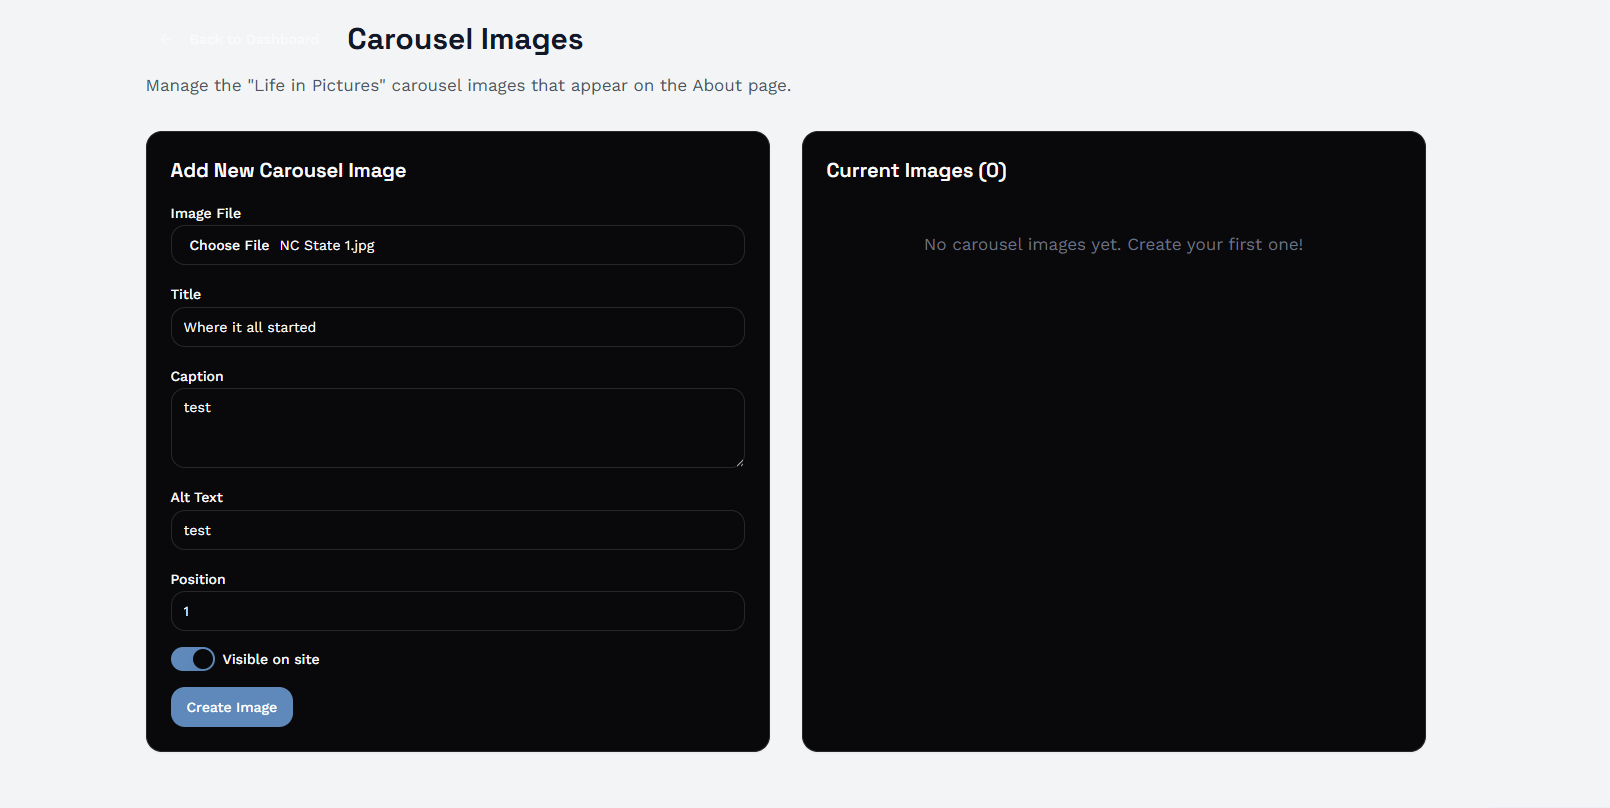 ← Back to Dashboard
Carousel Images
Manage the "Life in Pictures" carousel images that appear on the About page.
Add New Carousel Image
Image File
Choose File NC State 1.jpg
Title
Where it all started
Caption
test
Alt Text
test
Position
1
Visible on site
Create Image
Current Images (0)
No carousel images yet. Create your first one!